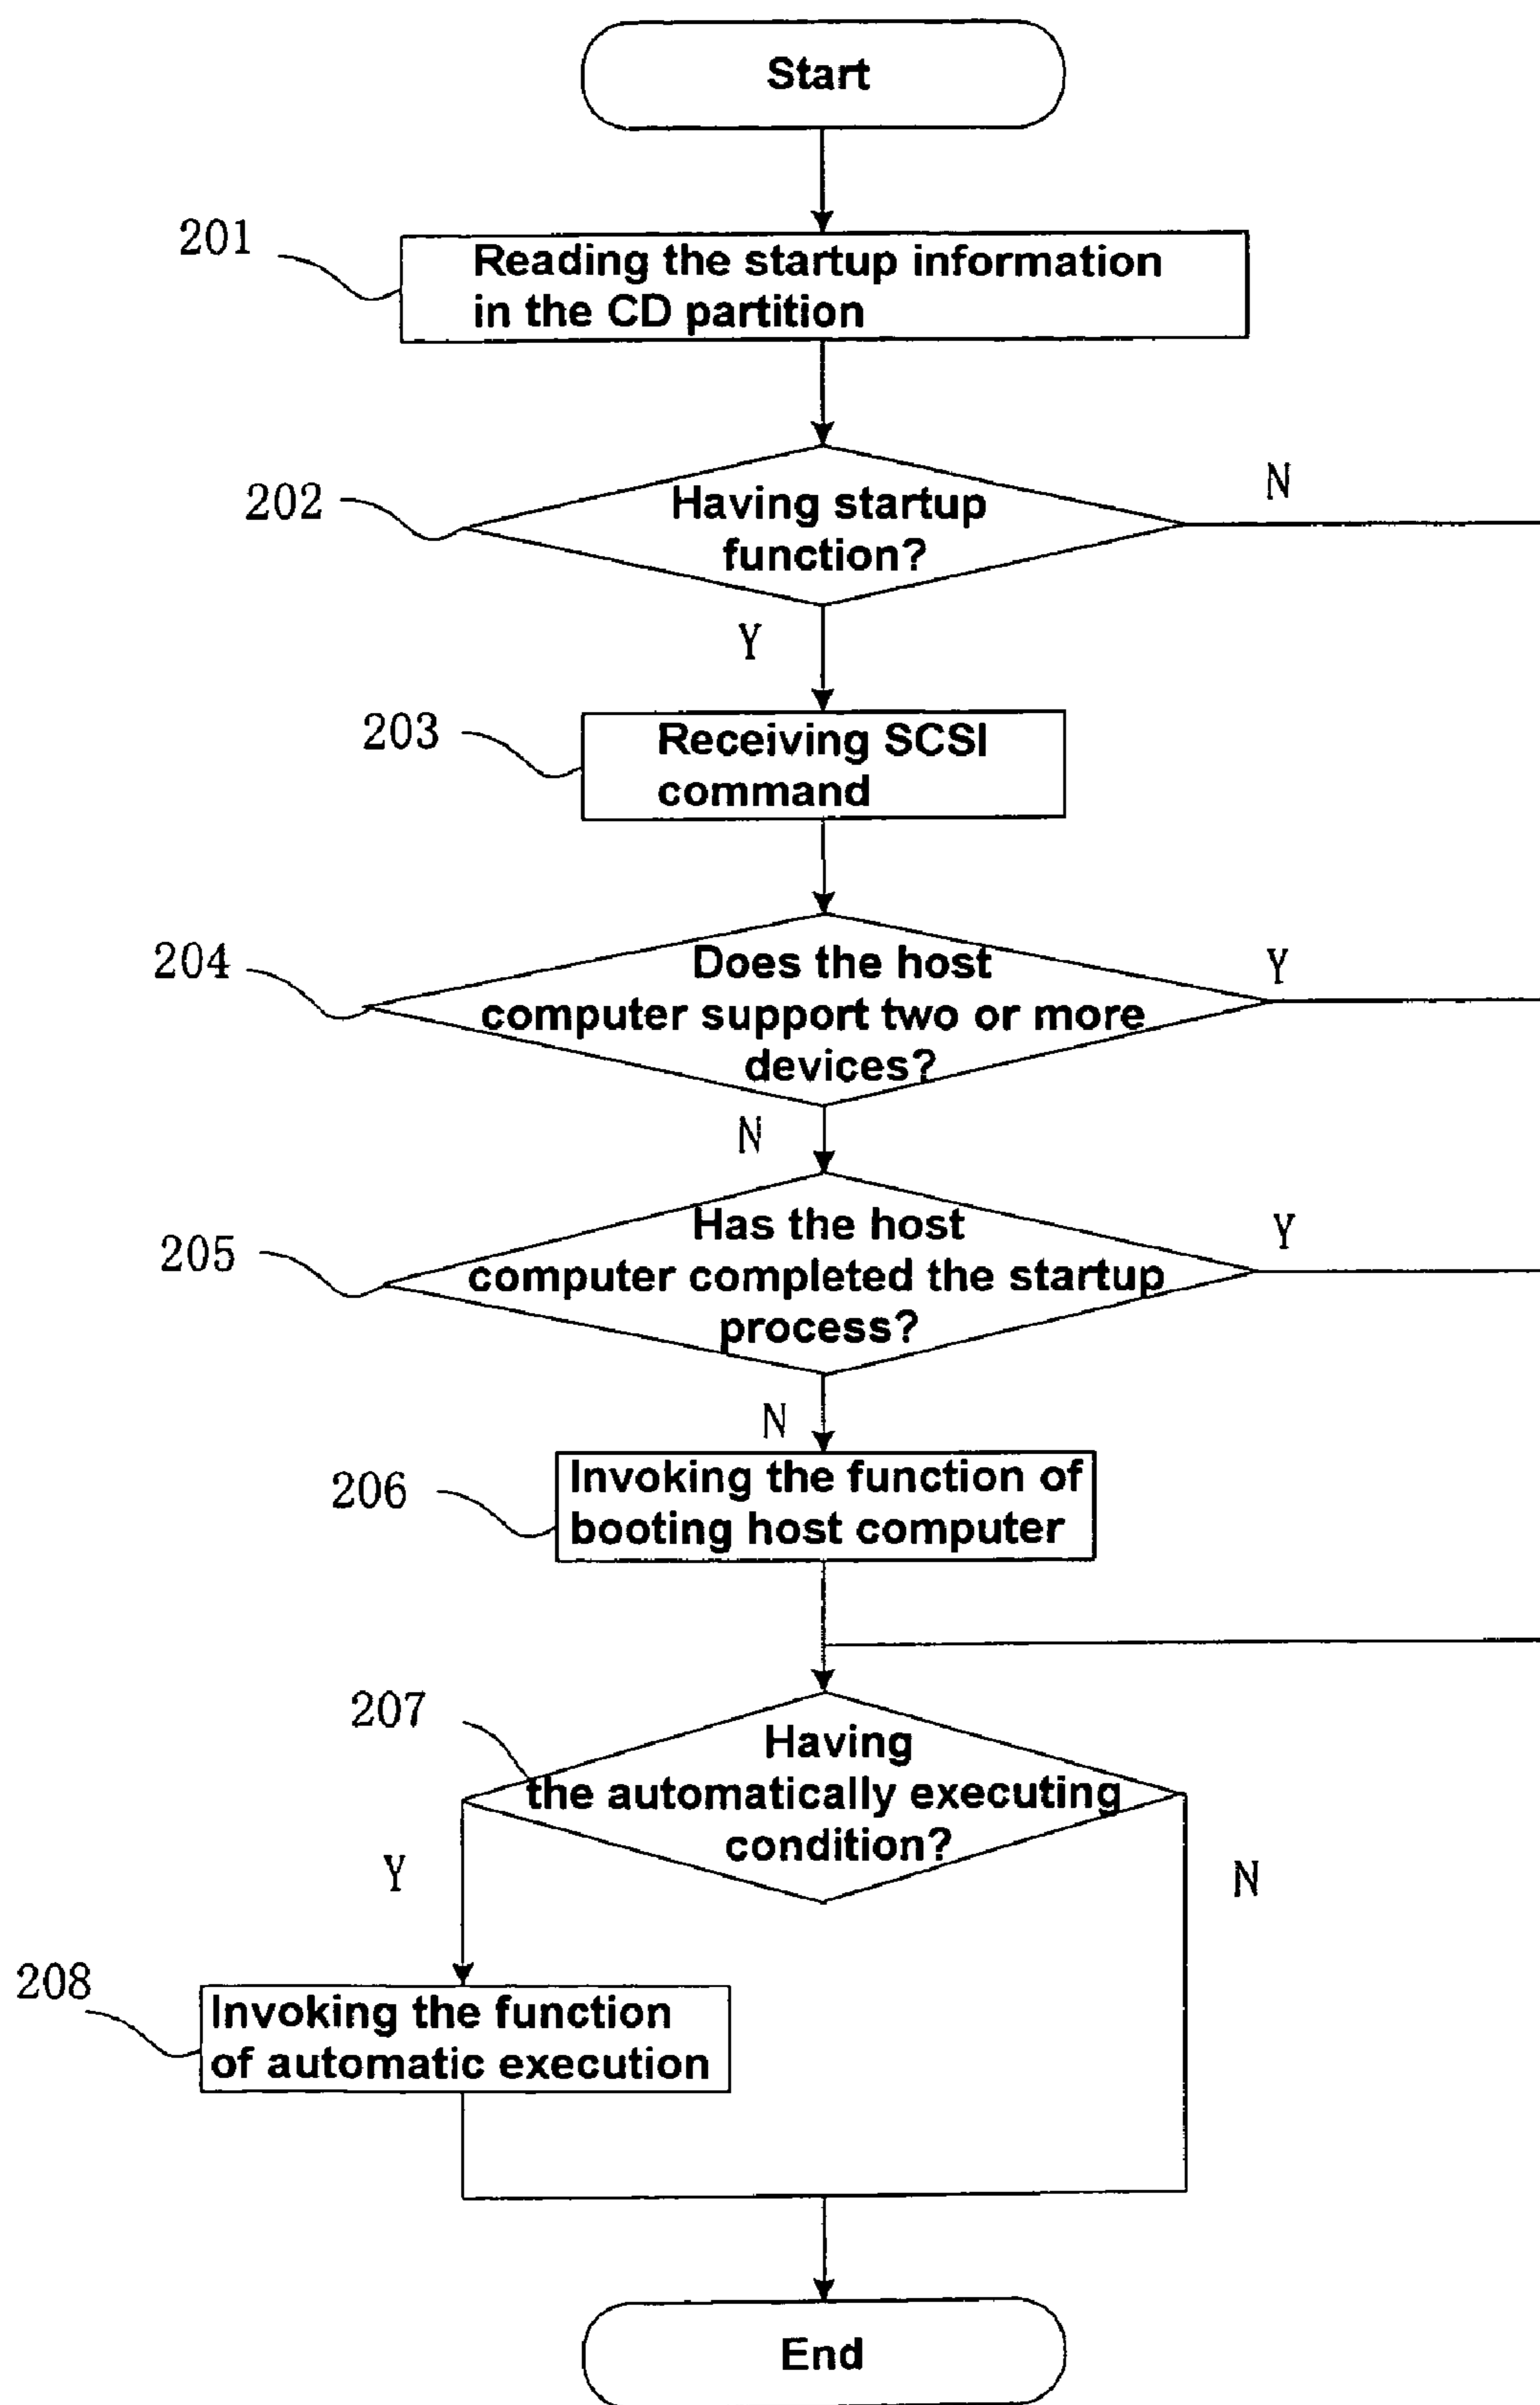 Start
201
Reading the startup information
in the CD partition
202
Having startup
function?
N
Y
203
Receiving SCSI
command
204
Does the host
computer support two or more
devices?
Y
N
205
Has the host
computer completed the startup
process?
Y
N
206
Invoking the function of
booting host computer
207
Having
the automatically executing
condition?
Y
N
208
Invoking the function
of automatic execution
End